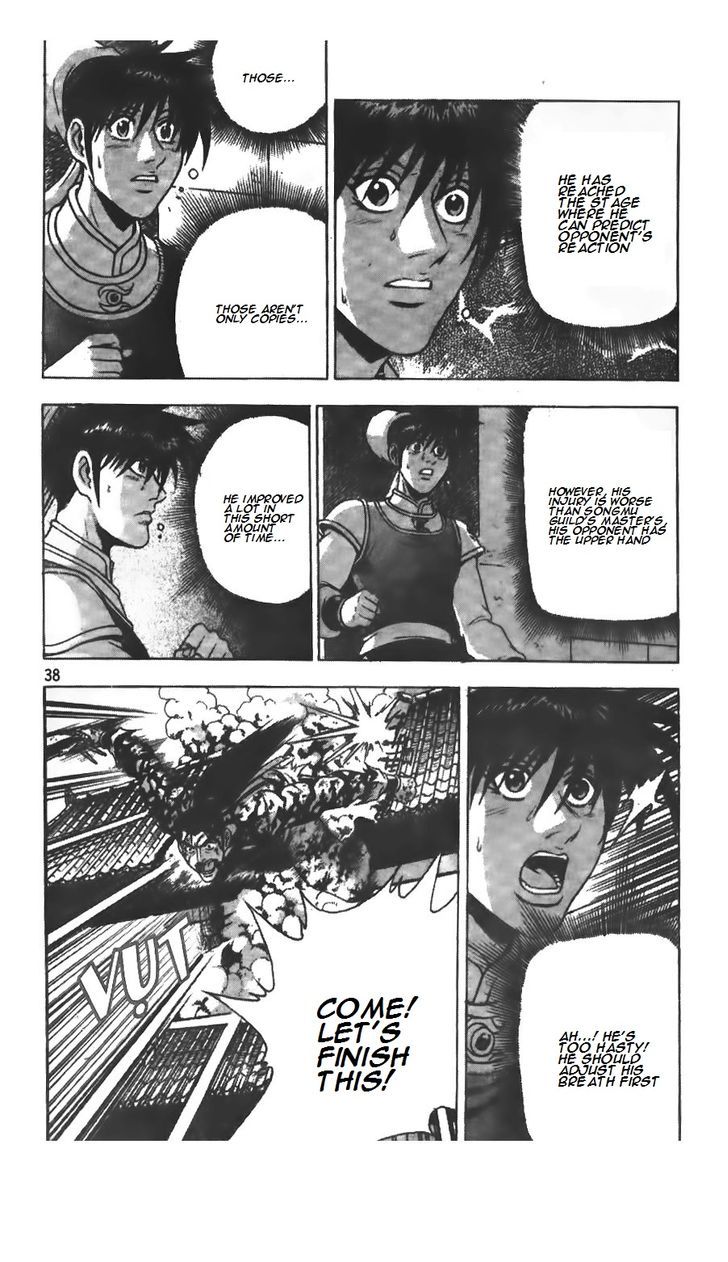 THOSE...
THOSE AREN'T
ONLY COPIES...
HE HAS
REACHED
THE STAGE
WHERE HE
CAN PREDICT
OPPONENT'S
REACTION
HE IMPROVED
A LOT IN
THIS SHORT
AMOUNT
OF TIME...
HOWEVER, HIS
INJURY IS WORSE
THAN SONGMU
GUILD'S MASTER'S,
HIS OPPONENT HAS
THE UPPER HAND
38
VỤT
COME!
LET'S
FINISH
THIS!
AH...! HE'S
TOO HASTY!
HE SHOULD
ADJUST HIS
BREATH FIRST